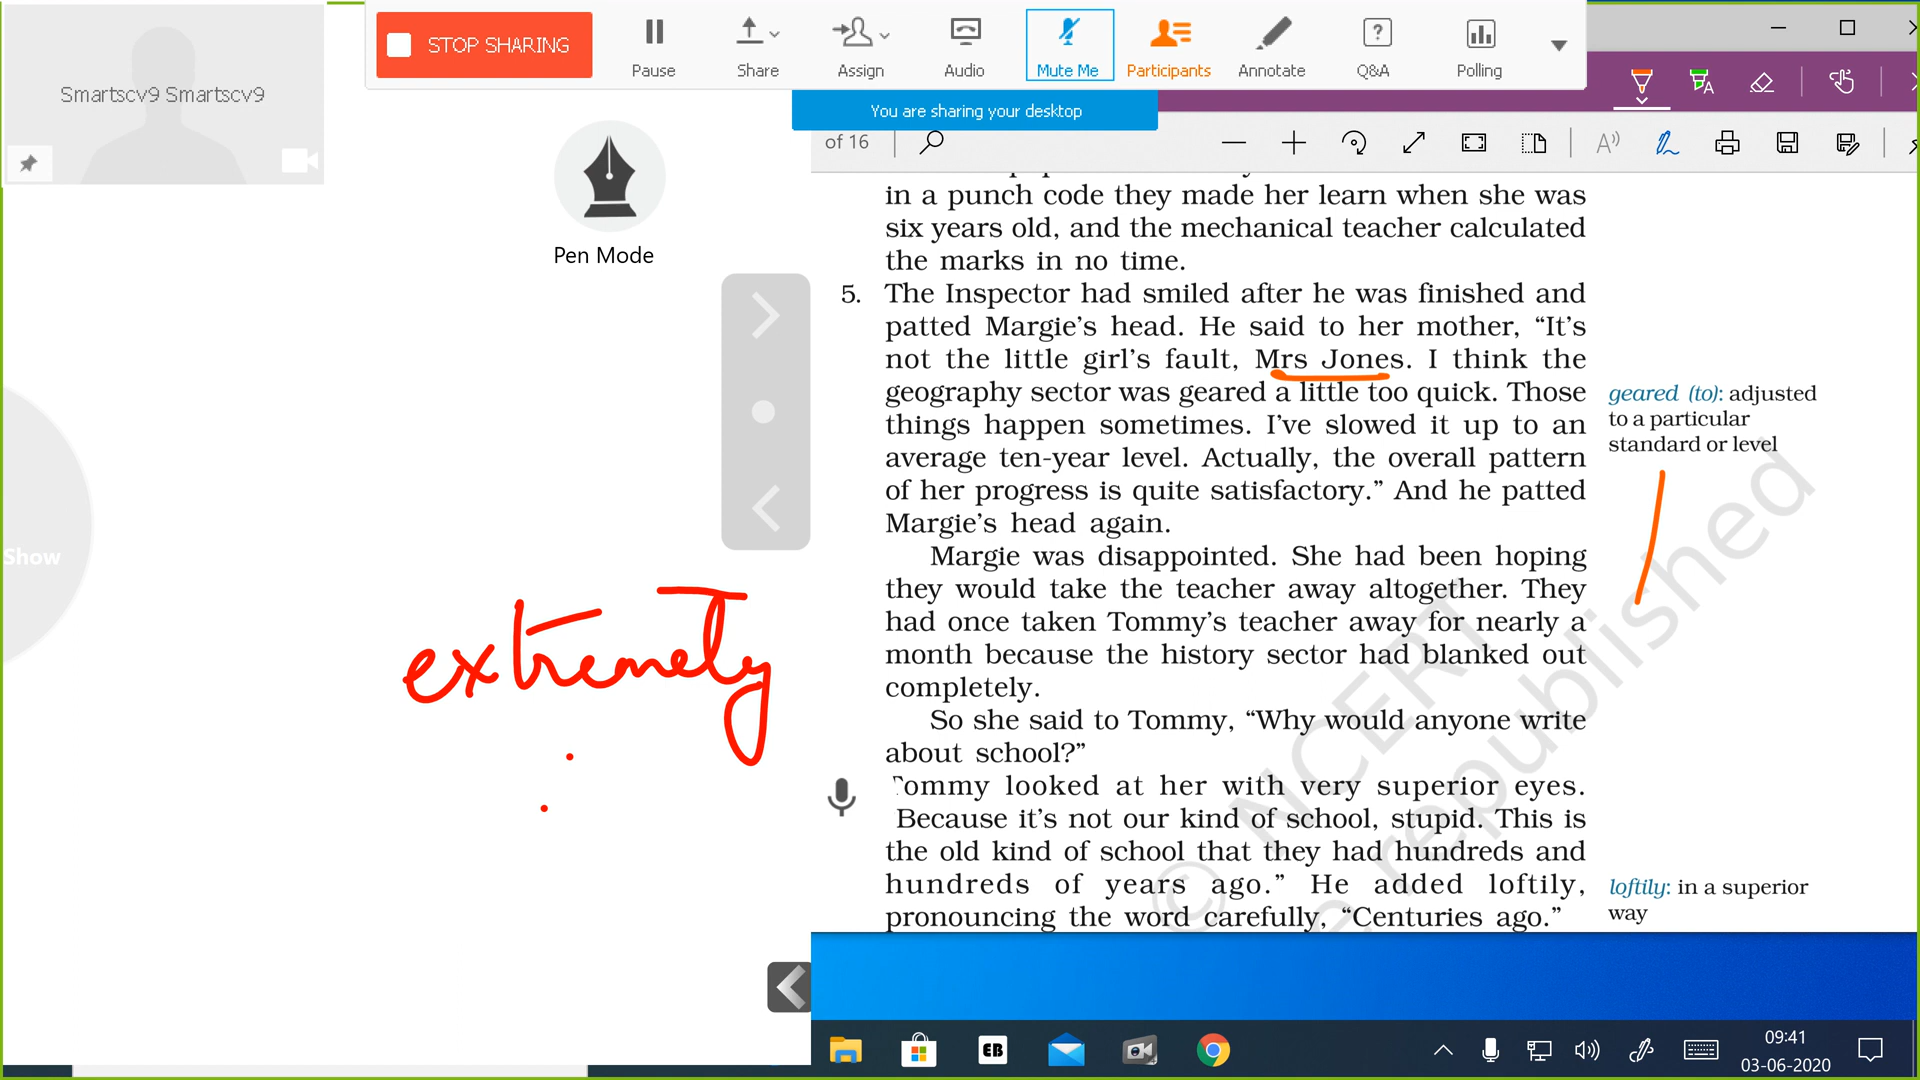 Smartscv9 Smartscv9
STOP SHARING
Pause
Share
Assign
Audio
Mute Me
Participants
Annotate
Q&A
Polling
You are sharing your desktop
of 16
Pen Mode
Show
in a punch code they made her learn when she was
six years old, and the mechanical teacher calculated
the marks in no time.
5. The Inspector had smiled after he was finished and
patted Margie's head. He said to her mother, “It's
not the little girl's fault, Mrs Jones. I think the
geography sector was geared a little too quick. Those
things happen sometimes. I've slowed it up to an
average ten-year level. Actually, the overall pattern
of her progress is quite satisfactory.” And he patted
Margie's head again.
Margie was disappointed. She had been hoping
they would take the teacher away altogether. They
had once taken Tommy's teacher away for nearly a
month because the history sector had blanked out
completely.
So she said to Tommy, “Why would anyone write
about school?”
Tommy looked at her with very superior eyes.
Because it's not our kind of school, stupid. This is
the old kind of school that they had hundreds and
hundreds of years ago.” He added loftily,
pronouncing the word carefully, “Centuries ago.”
geared (to): adjusted
to a particular
standard or level
loftily: in a superior
way
© NCERT
republished
extremely
EB
09:41
03-06-2020